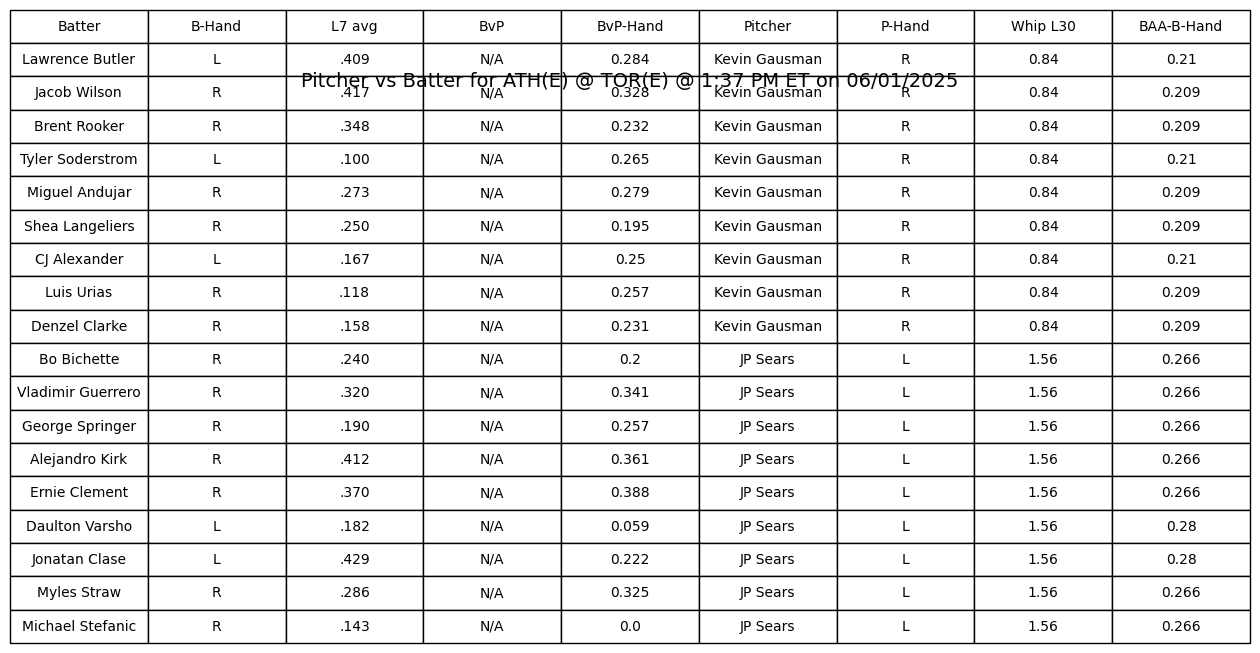 Batter B-Hand L7 avg BvP BvP-Hand Pitcher P-Hand Whip L30 BAA-B-Hand
Lawrence Butler L .409 N/A 0.284 Kevin Gausman R 0.84 0.21
Pitcher vs Batter for ATH(E) @ TOR(E) @ 1:37 PM ET on 06/01/2025
Jacob Wilson R .417 N/A 0.328 Kevin Gausman R 0.84 0.209
Brent Rooker R .348 N/A 0.232 Kevin Gausman R 0.84 0.209
Tyler Soderstrom L .100 N/A 0.265 Kevin Gausman R 0.84 0.21
Miguel Andujar R .273 N/A 0.279 Kevin Gausman R 0.84 0.209
Shea Langeliers R .250 N/A 0.195 Kevin Gausman R 0.84 0.209
CJ Alexander L .167 N/A 0.25 Kevin Gausman R 0.84 0.21
Luis Urias R .118 N/A 0.257 Kevin Gausman R 0.84 0.209
Denzel Clarke R .158 N/A 0.231 Kevin Gausman R 0.84 0.209
Bo Bichette R .240 N/A 0.2 JP Sears L 1.56 0.266
Vladimir Guerrero R .320 N/A 0.341 JP Sears L 1.56 0.266
George Springer R .190 N/A 0.257 JP Sears L 1.56 0.266
Alejandro Kirk R .412 N/A 0.361 JP Sears L 1.56 0.266
Ernie Clement R .370 N/A 0.388 JP Sears L 1.56 0.266
Daulton Varsho L .182 N/A 0.059 JP Sears L 1.56 0.28
Jonatan Clase L .429 N/A 0.222 JP Sears L 1.56 0.28
Myles Straw R .286 N/A 0.325 JP Sears L 1.56 0.266
Michael Stefanic R .143 N/A 0.0 JP Sears L 1.56 0.266